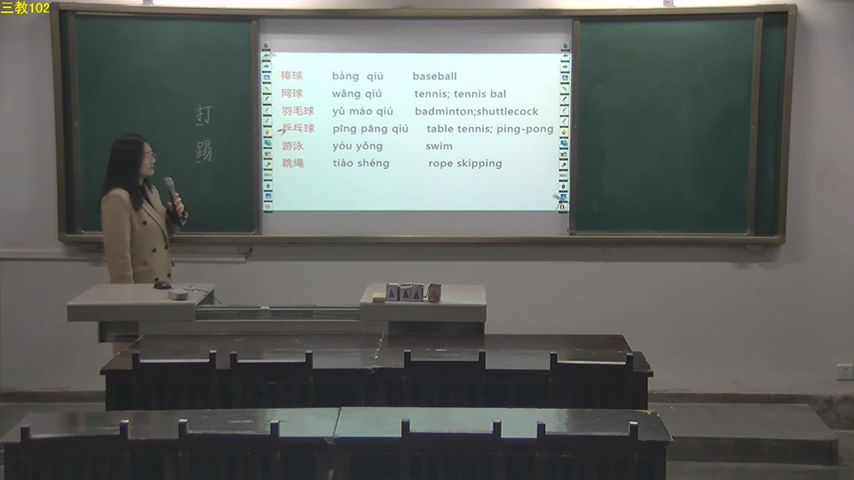 三教102
打
踢
棒球 bàng qiú baseball
网球 wǎng qiú tennis; tennis bal
羽毛球 yǔ máo qiú badminton;shuttlecock
乒乓球 pīng pāng qiú table tennis; ping-pong
游泳 yóu yǒng swim
跳绳 tiào shéng rope skipping